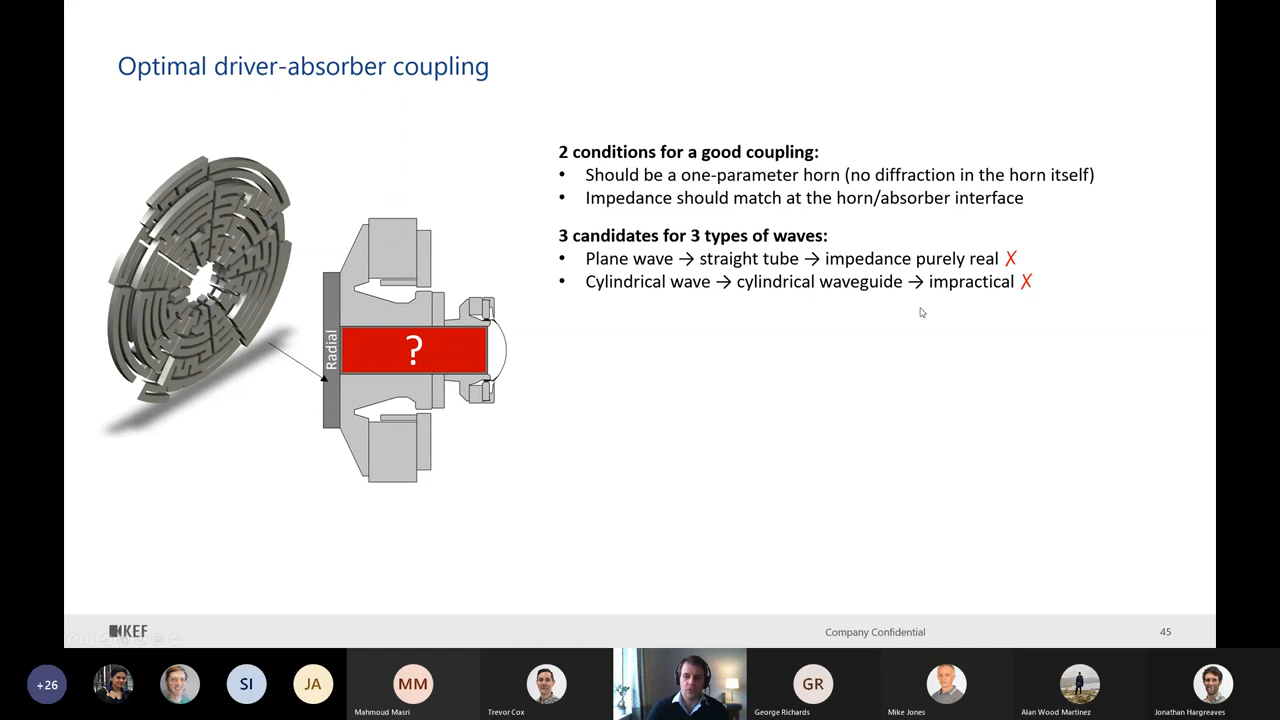 Optimal driver-absorber coupling
2 conditions for a good coupling:
• Should be a one-parameter horn (no diffraction in the horn itself)
• Impedance should match at the horn/absorber interface
3 candidates for 3 types of waves:
• Plane wave → straight tube → impedance purely real ✗
• Cylindrical wave → cylindrical waveguide → impractical ✗
Radial
?
KEF
Company Confidential
45
+26
SI
JA
MM
GR
Mahmoud Masri
Trevor Cox
George Richards
Mike Jones
Alan Wood Martinez
Jonathan Hargreaves